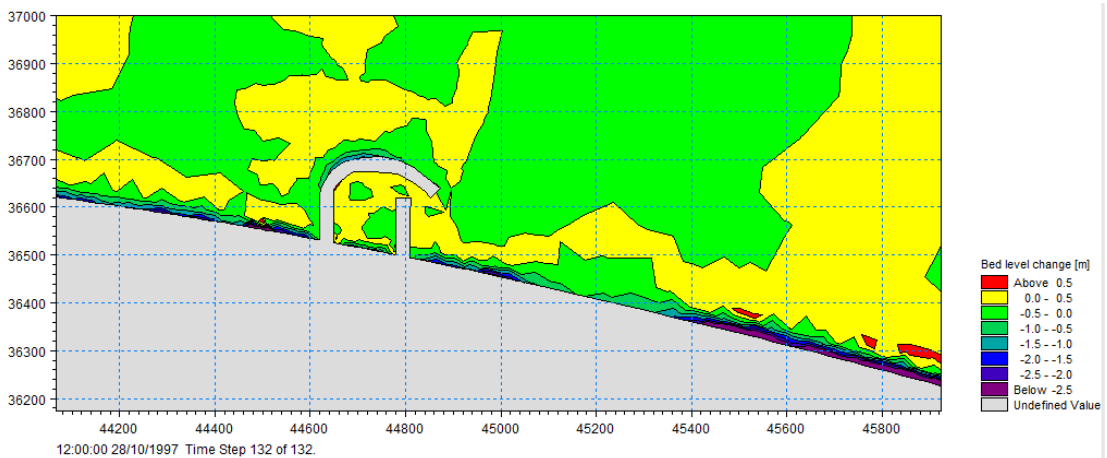 37000
36900
36800
36700
36600
36500
36400
36300
36200
44200 44400 44600 44800 45000 45200 45400 45600 45800
12:00:00 28/10/1997 Time Step 132 of 132.
Bed level change [m]
Above 0.5
0.0 - 0.5
-0.5 - 0.0
-1.0 - -0.5
-1.5 - -1.0
-2.0 - -1.5
-2.5 - -2.0
Below -2.5
Undefined Value